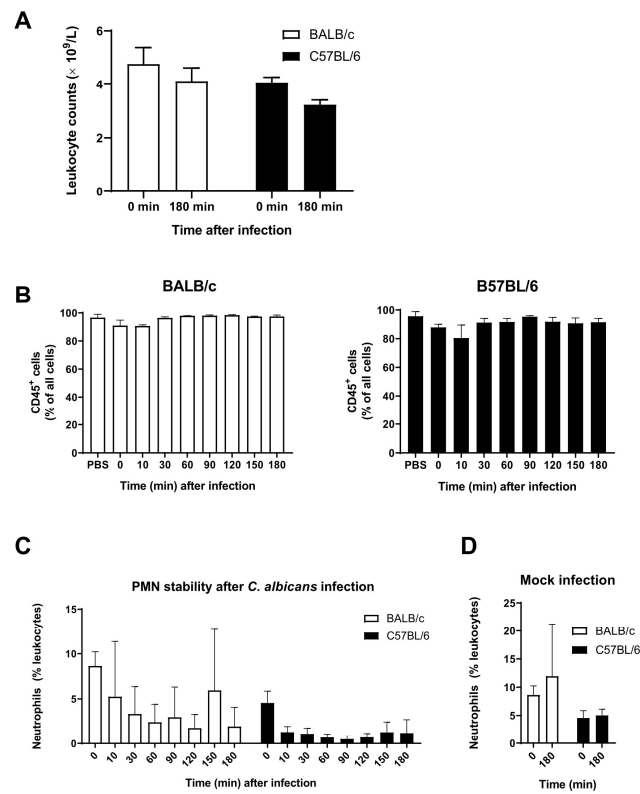 A
Leukocyte counts (× 10⁹/L)
6
4
2
0
BALB/c
C57BL/6
0 min 180 min 0 min 180 min
Time after infection
B
BALB/c
CD45⁺ cells
(% of all cells)
100
80
60
40
20
0
PBS 0 10 30 60 90 120 150 180
Time (min) after infection
B57BL/6
CD45⁺ cells
(% of all cells)
100
80
60
40
20
0
PBS 0 10 30 60 90 120 150 180
Time (min) after infection
C
PMN stability after C. albicans infection
Neutrophils (% leukocytes)
15
10
5
0
BALB/c
C57BL/6
0 10 30 60 90 120 150 180 0 10 30 60 90 120 150 180
Time (min) after infection
D
Mock infection
Neutrophils (% leukocytes)
25
20
15
10
5
0
BALB/c
C57BL/6
0 180 0 180
Time (min)